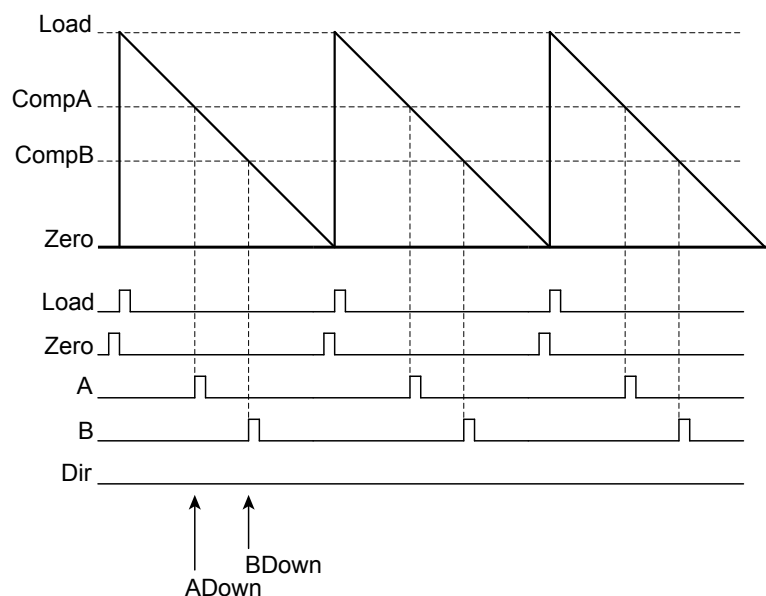 Load
CompA
CompB
Zero
Load
Zero
A
B
Dir
BDown
ADown